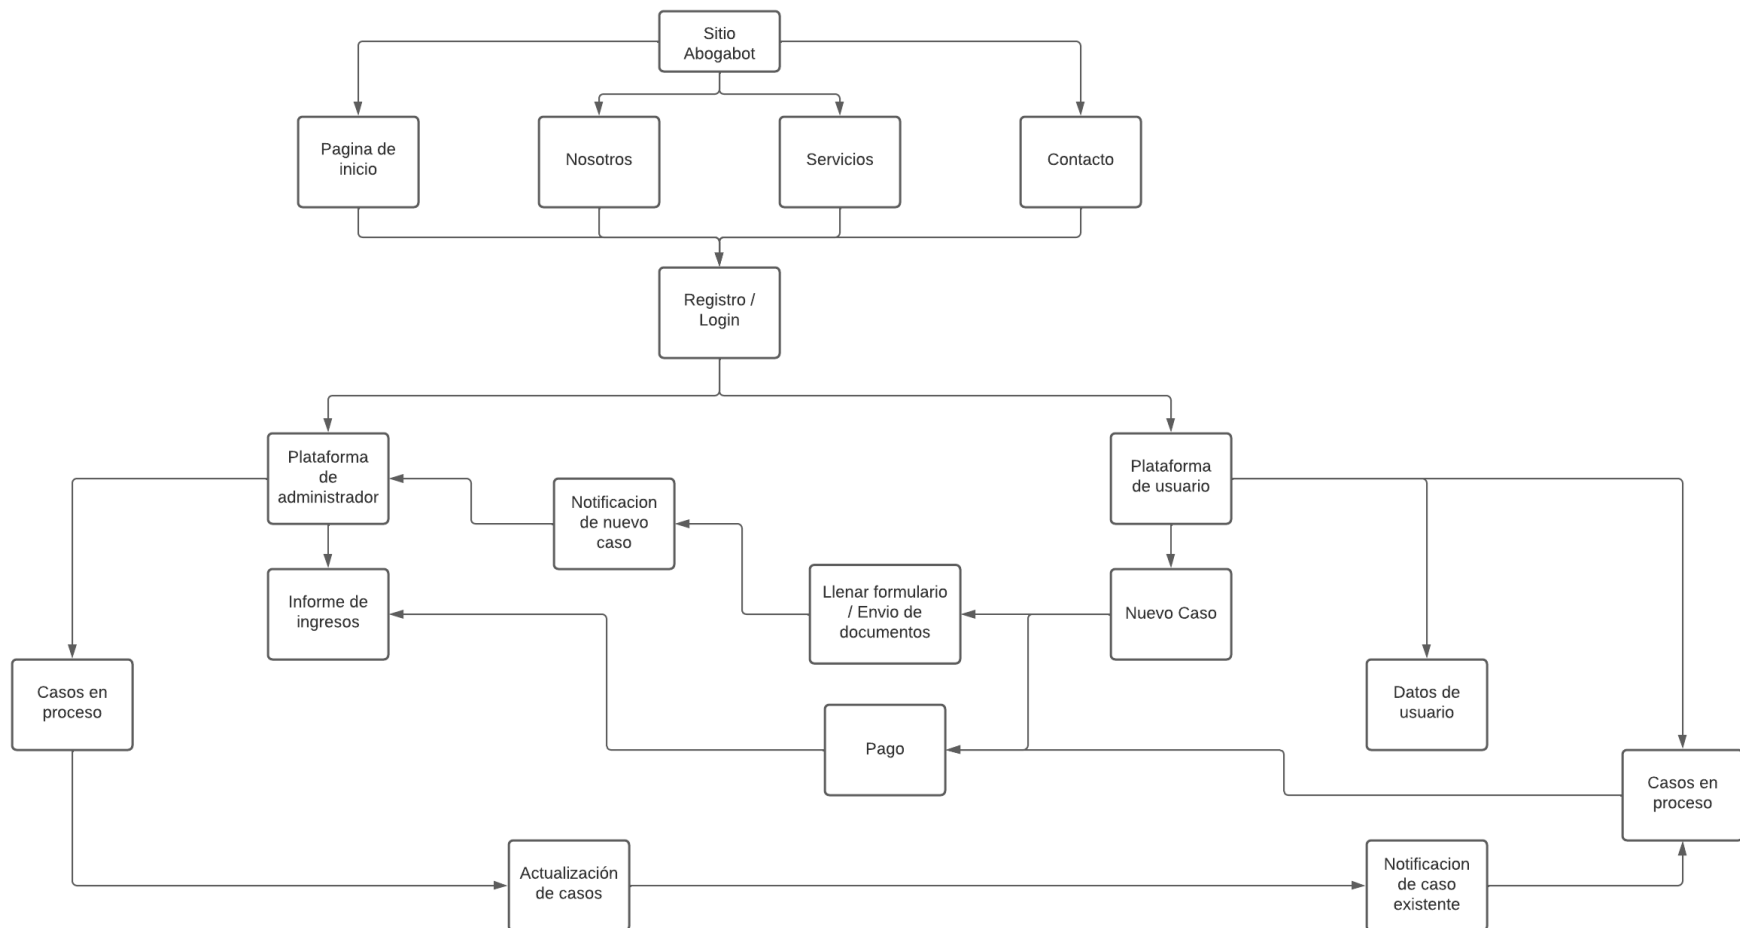 Sitio
Abogabot
Pagina de
inicio
Nosotros
Servicios
Contacto
Registro /
Login
Plataforma
de
administrador
Notificacion
de nuevo
caso
Plataforma
de usuario
Informe de
ingresos
Llenar formulario
/ Envio de
documentos
Nuevo Caso
Casos en
proceso
Pago
Datos de
usuario
Casos en
proceso
Actualización
de casos
Notificacion
de caso
existente